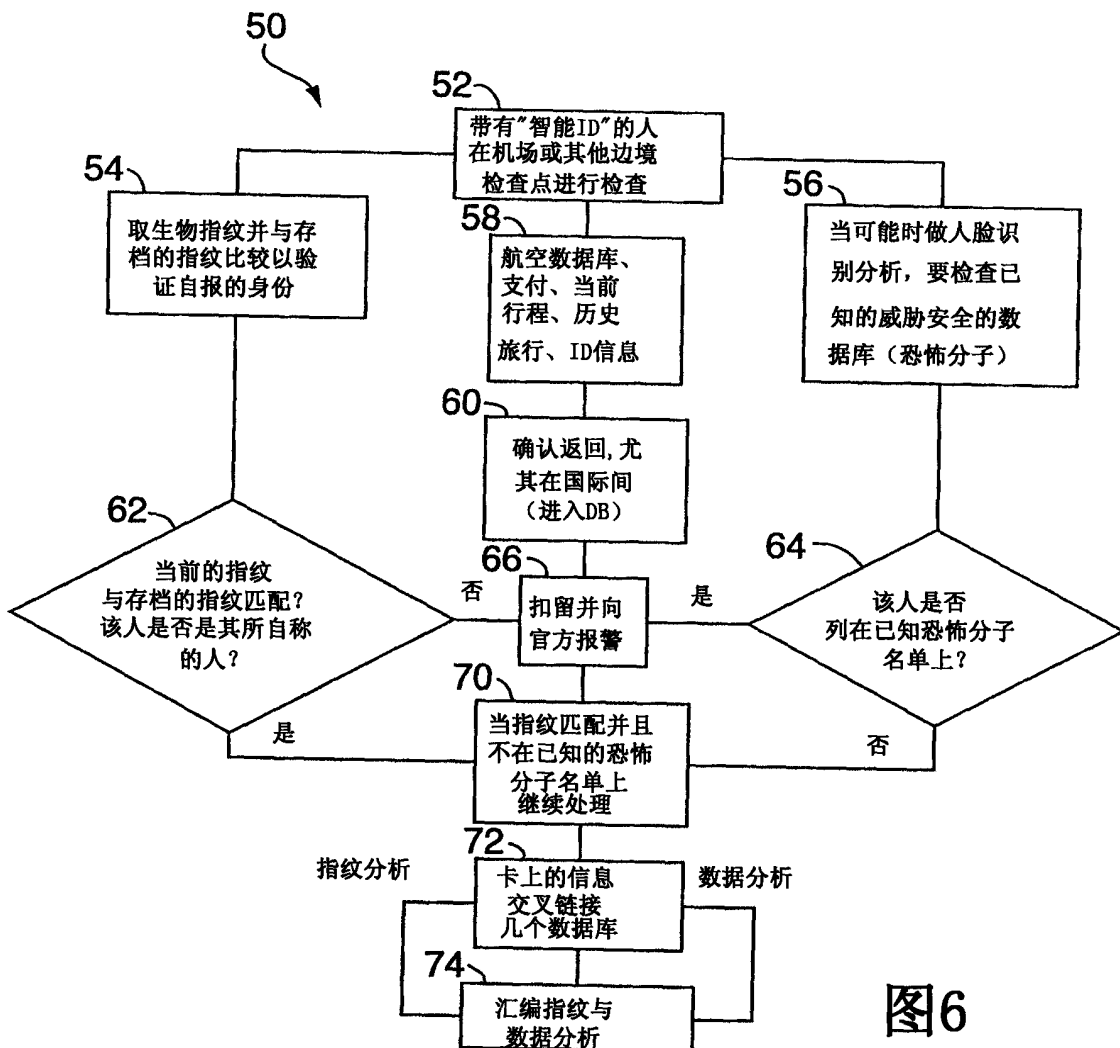 50
52
带有"智能ID"的人
在机场或其他边境
检查点进行检查
54
取生物指纹并与存
档的指纹比较以验
证自报的身份
58
航空数据库、
支付、当前
行程、历史
旅行、ID信息
56
当可能时做人脸识
别分析，要检查已
知的威胁安全的数
据库（恐怖分子）
60
确认返回,尤
其在国际间
（进入DB）
62
当前的指纹
与存档的指纹匹配？
该人是否是其所自称
的人？
否
66
扣留并向
官方报警
是
64
该人是否
列在已知恐怖分子
名单上？
是
70
当指纹匹配并且
不在已知的恐怖
分子名单上
继续处理
否
指纹分析
72
卡上的信息
交叉链接
几个数据库
数据分析
74
汇编指纹与
数据分析
图6